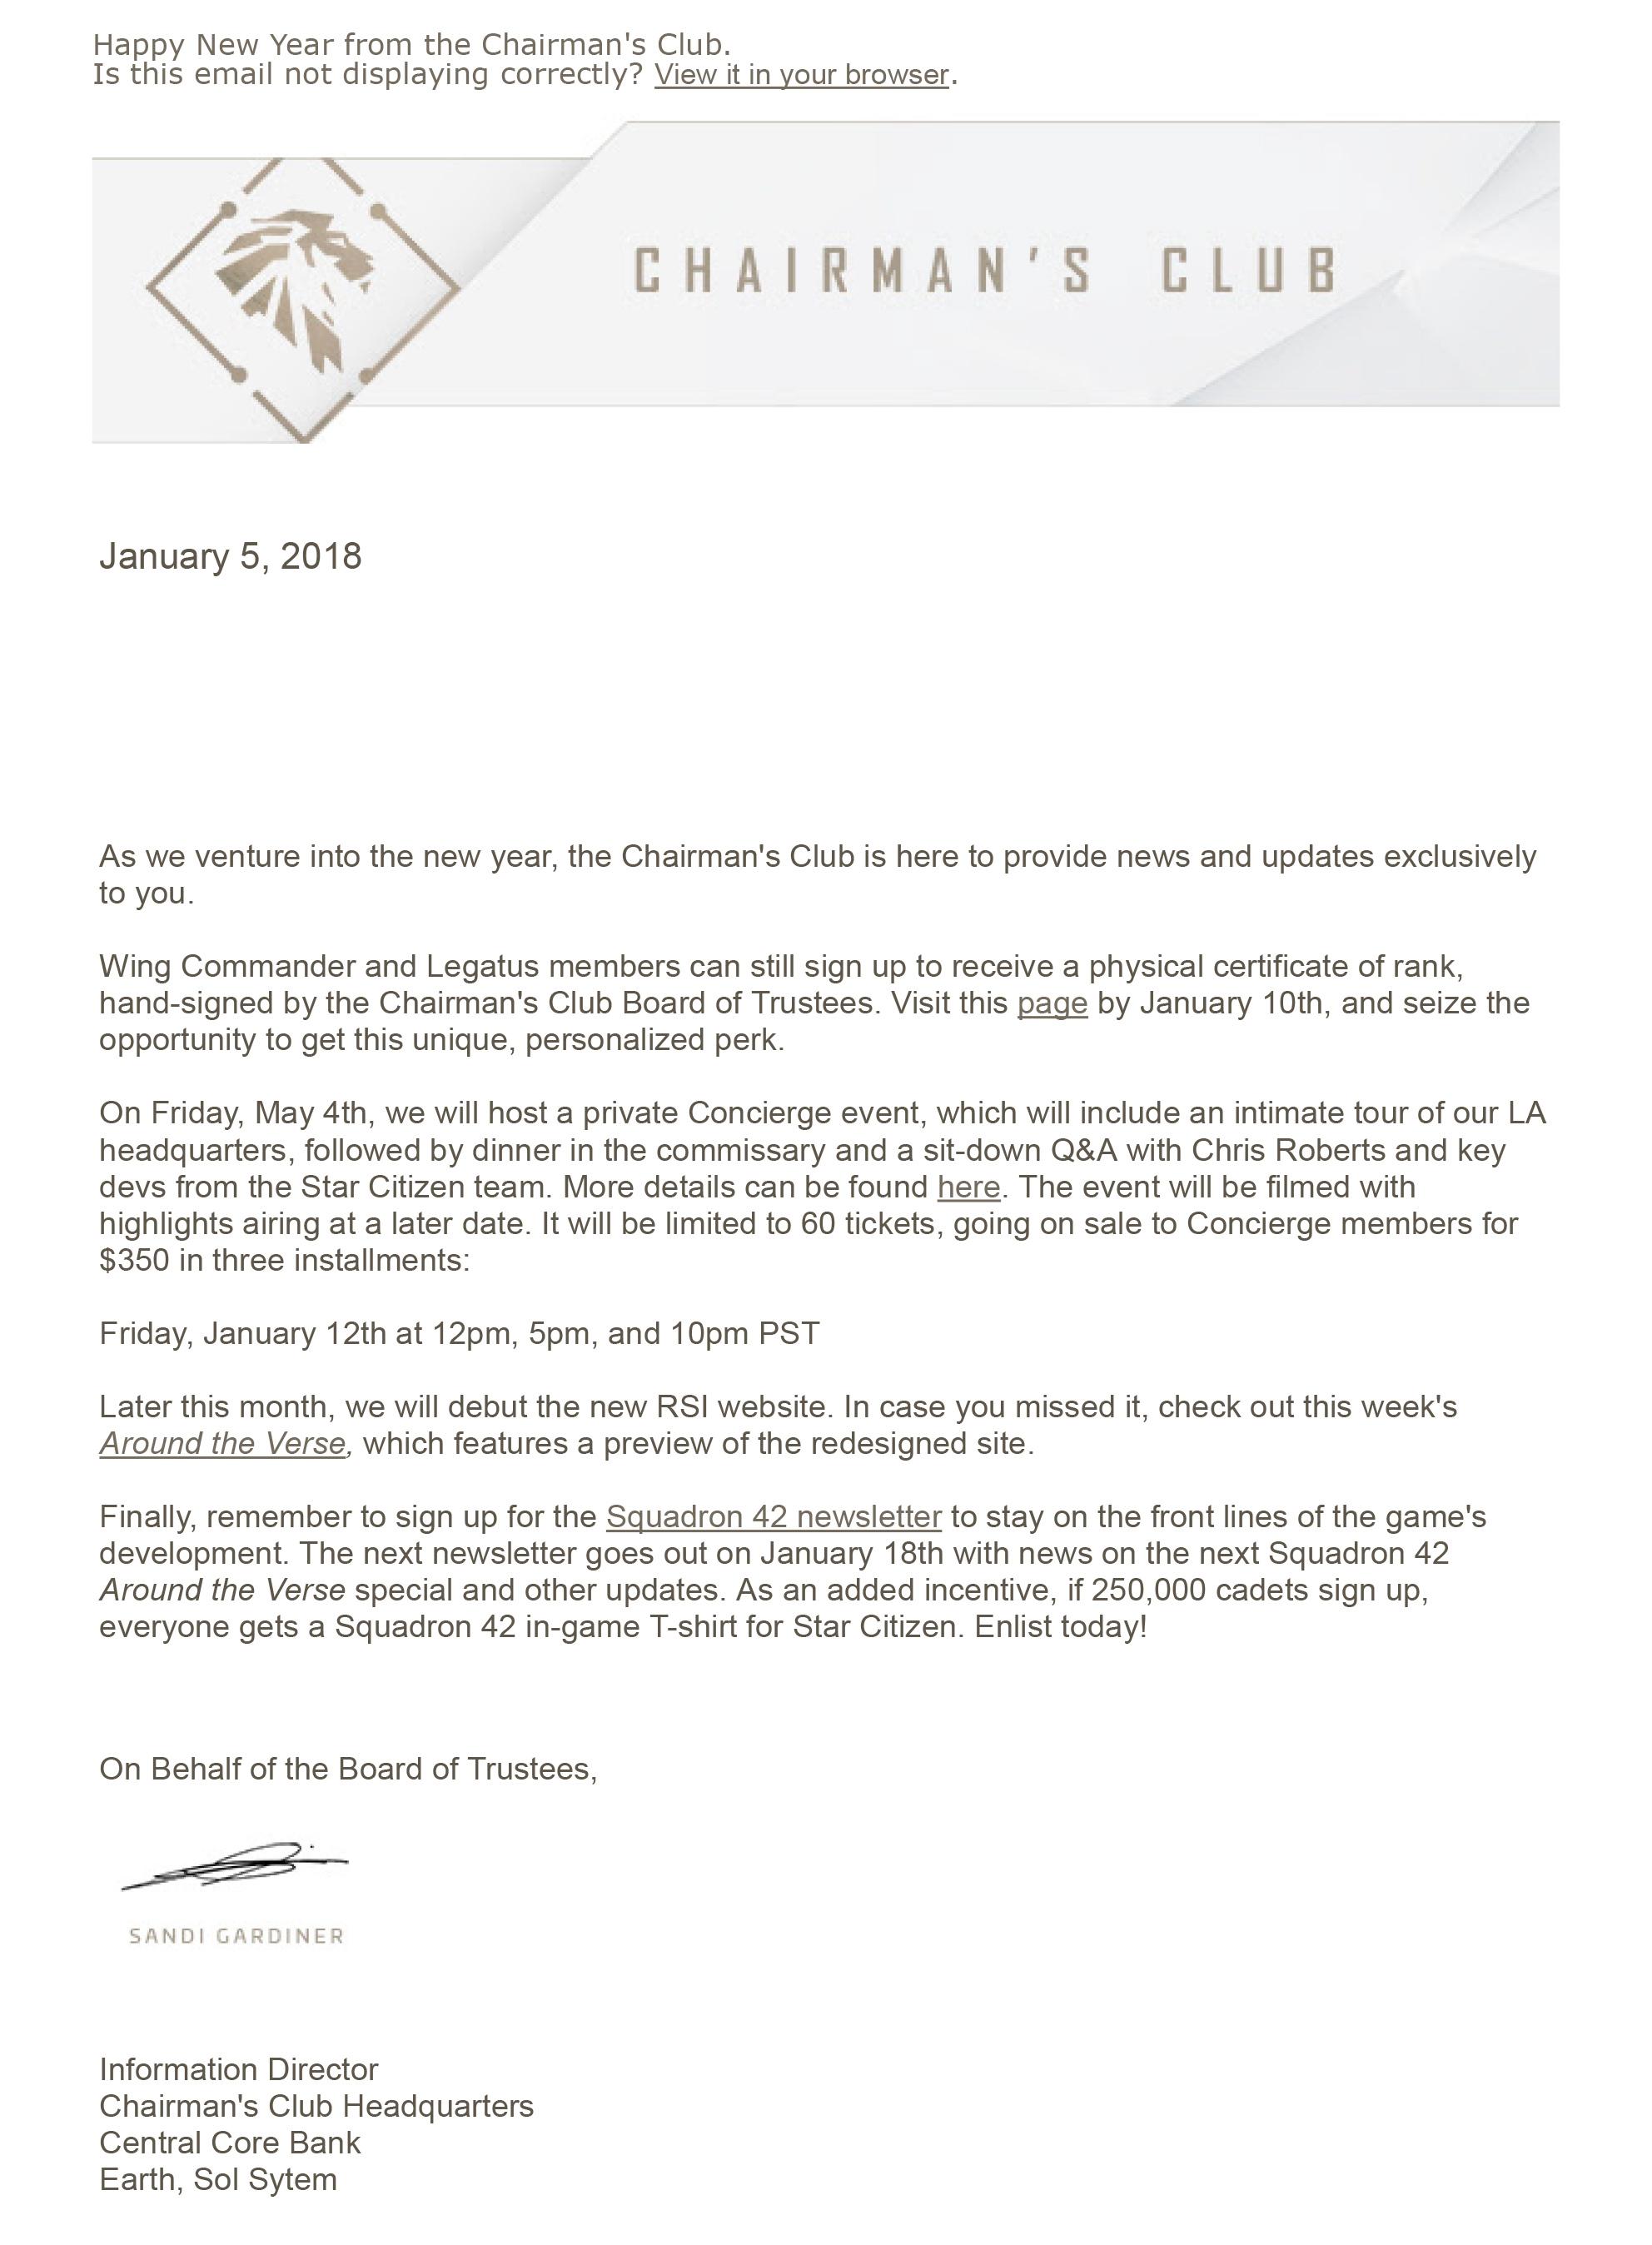 Happy New Year from the Chairman's Club.
Is this email not displaying correctly? View it in your browser.
CHAIRMAN'S CLUB
January 5, 2018
As we venture into the new year, the Chairman's Club is here to provide news and updates exclusively
to you.
Wing Commander and Legatus members can still sign up to receive a physical certificate of rank,
hand-signed by the Chairman's Club Board of Trustees. Visit this page by January 10th, and seize the
opportunity to get this unique, personalized perk.
On Friday, May 4th, we will host a private Concierge event, which will include an intimate tour of our LA
headquarters, followed by dinner in the commissary and a sit-down Q&A with Chris Roberts and key
devs from the Star Citizen team. More details can be found here. The event will be filmed with
highlights airing at a later date. It will be limited to 60 tickets, going on sale to Concierge members for
$350 in three installments:
Friday, January 12th at 12pm, 5pm, and 10pm PST
Later this month, we will debut the new RSI website. In case you missed it, check out this week's
Around the Verse, which features a preview of the redesigned site.
Finally, remember to sign up for the Squadron 42 newsletter to stay on the front lines of the game's
development. The next newsletter goes out on January 18th with news on the next Squadron 42
Around the Verse special and other updates. As an added incentive, if 250,000 cadets sign up,
everyone gets a Squadron 42 in-game T-shirt for Star Citizen. Enlist today!
On Behalf of the Board of Trustees,
SANDI GARDINER
Information Director
Chairman's Club Headquarters
Central Core Bank
Earth, Sol Sytem